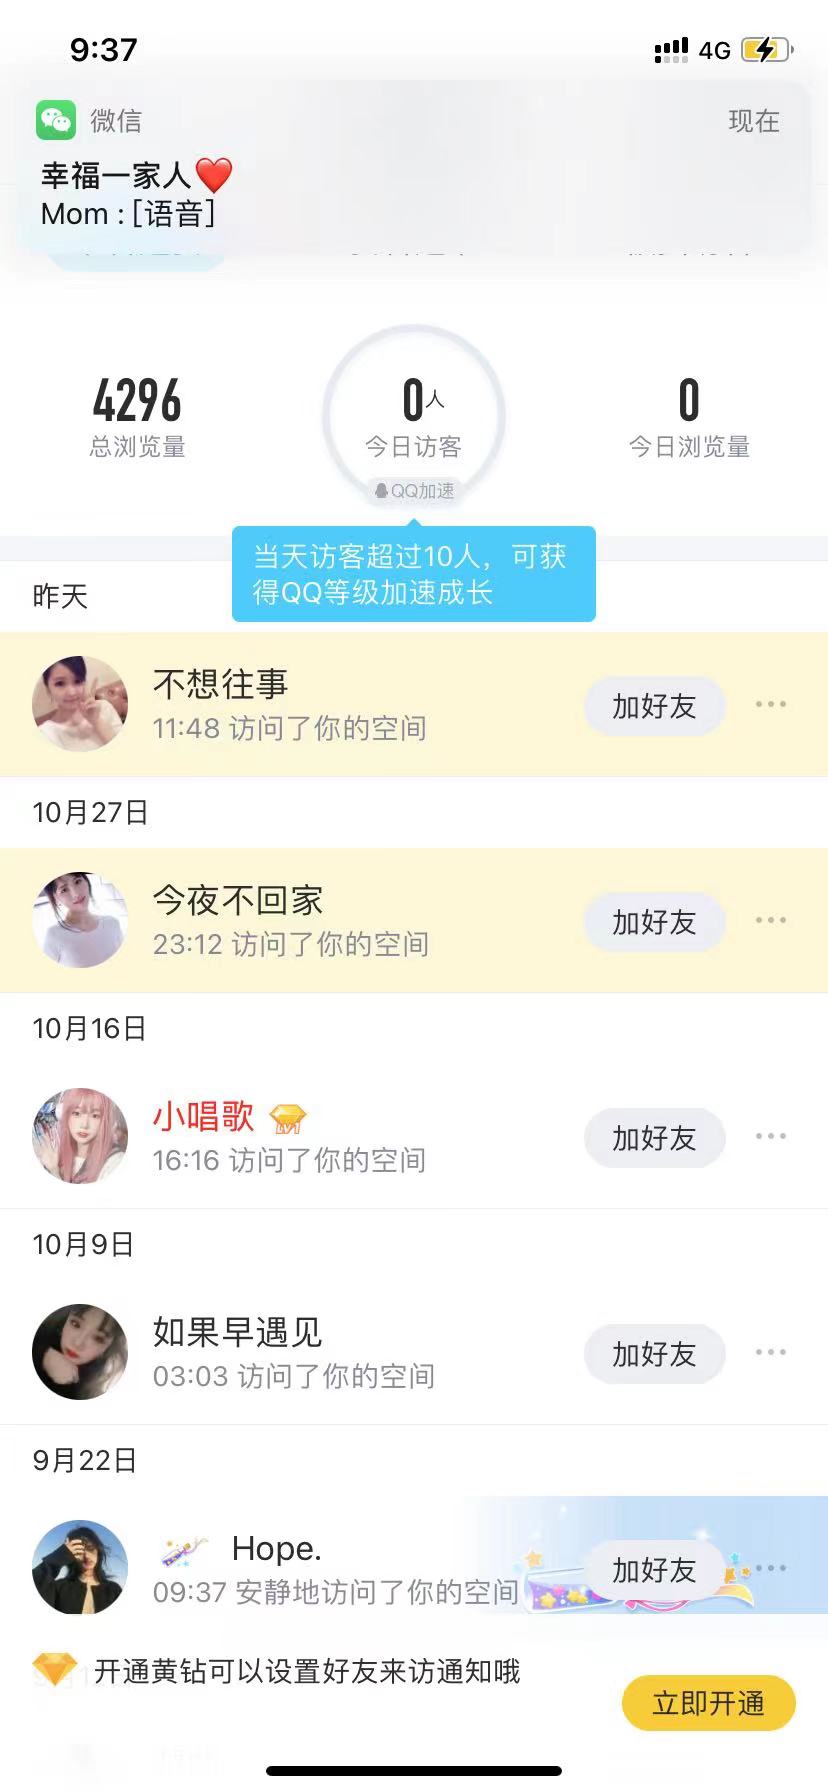 9:37
4G
微信
现在
幸福一家人❤️
Mom : [语音]
4296
0人
0
总浏览量
今日访客
今日浏览量
QQ加速
当天访客超过10人，可获
得QQ等级加速成长
昨天
不想往事
11:48 访问了你的空间
加好友
10月27日
今夜不回家
23:12 访问了你的空间
加好友
10月16日
小唱歌
LV1
16:16 访问了你的空间
加好友
10月9日
如果早遇见
03:03 访问了你的空间
加好友
9月22日
Hope.
09:37 安静地访问了你的空间
加好友
开通黄钻可以设置好友来访通知哦
立即开通